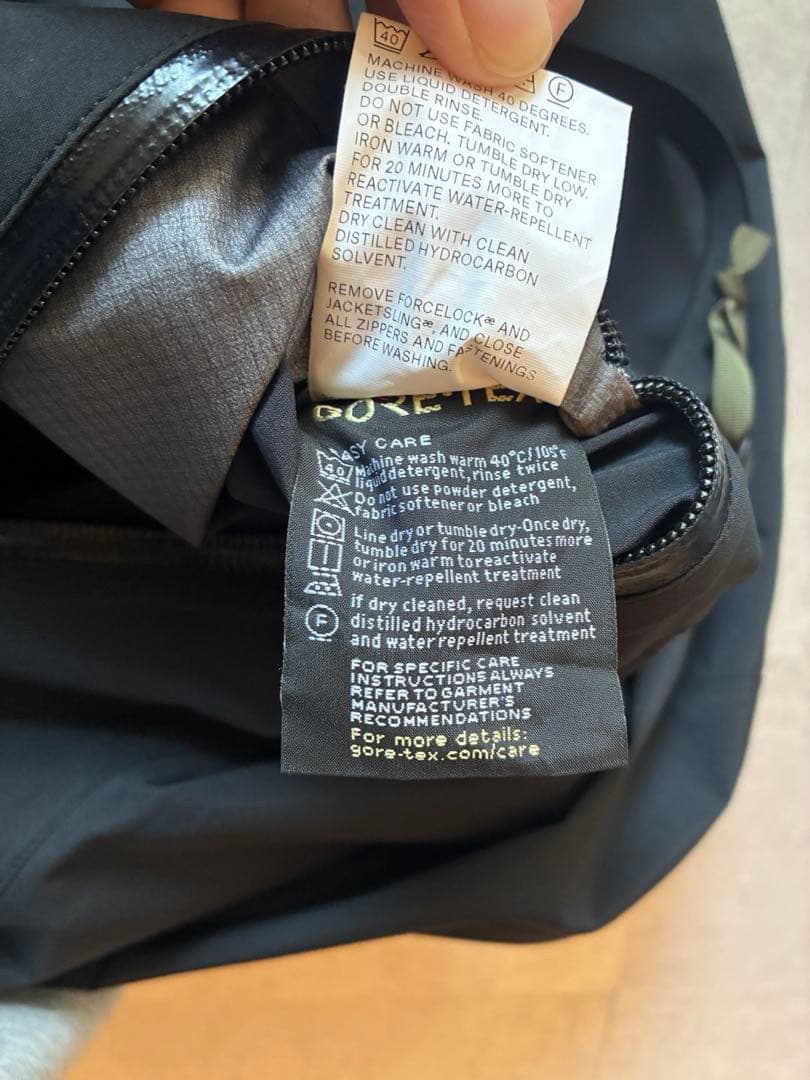 40
F
MACHINE WASH 40 DEGREES.
USE LIQUID DETERGENT.
DOUBLE RINSE.
DO NOT USE FABRIC SOFTENER
OR BLEACH. TUMBLE DRY LOW.
IRON WARM OR TUMBLE DRY
FOR 20 MINUTES MORE TO
REACTIVATE WATER-REPELLENT
TREATMENT.
DRY CLEAN WITH CLEAN
DISTILLED HYDROCARBON
SOLVENT.
REMOVE FORCELOCKæ AND
JACKETSLINGæ, AND CLOSE
ALL ZIPPERS AND FASTENINGS
BEFORE WASHING.
GORE-TEX
EASY CARE
40
Machine wash warm 40°C/105°F
liquid detergent, rinse twice
Do not use powder detergent,
fabric softener or bleach
Line dry or tumble dry-Once dry,
tumble dry for 20 minutes more
or iron warm to reactivate
water-repellent treatment
F
if dry cleaned, request clean
distilled hydrocarbon solvent
and water repellent treatment
FOR SPECIFIC CARE
INSTRUCTIONS ALWAYS
REFER TO GARMENT
MANUFACTURER'S
RECOMMENDATIONS
For more details:
gore-tex.com/care